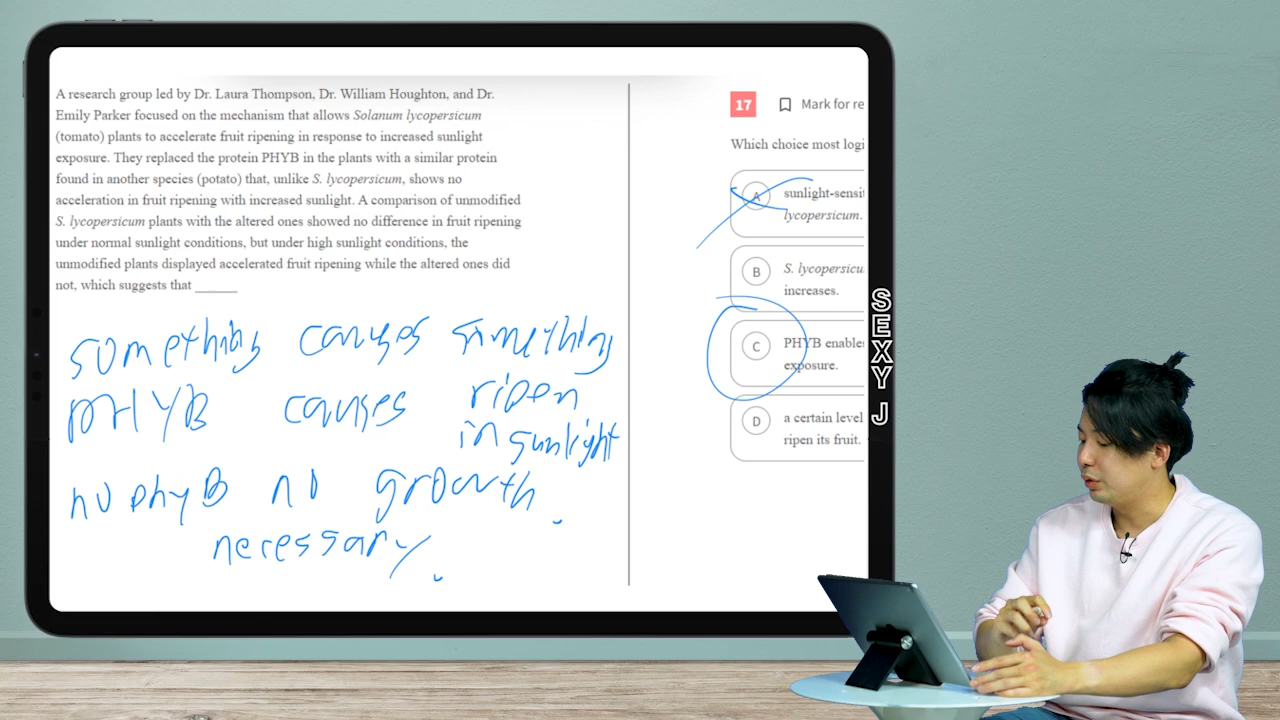 A research group led by Dr. Laura Thompson, Dr. William Houghton, and Dr.
Emily Parker focused on the mechanism that allows Solanum lycopersicum
(tomato) plants to accelerate fruit ripening in response to increased sunlight
exposure. They replaced the protein PHYB in the plants with a similar protein
found in another species (potato) that, unlike S. lycopersicum, shows no
acceleration in fruit ripening with increased sunlight. A comparison of unmodified
S. lycopersicum plants with the altered ones showed no difference in fruit ripening
under normal sunlight conditions, but under high sunlight conditions, the
unmodified plants displayed accelerated fruit ripening while the altered ones did
not, which suggests that ______
something causes something
PHYB causes ripen
in sunlight
no phyB no growth.
necessary.
17 Mark for re
Which choice most logi
A sunlight-sensit
lycopersicum.
B S. lycopersicu
increases.
C PHYB enable
exposure.
D a certain level
ripen its fruit.
SEXY J